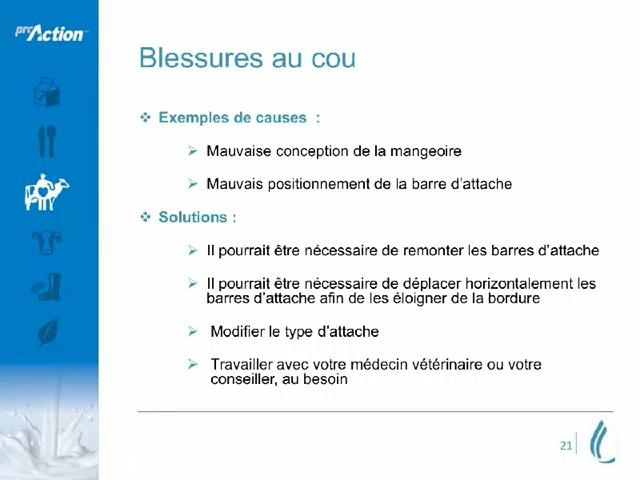 proAction
Blessures au cou
Exemples de causes :
Mauvaise conception de la mangeoire
Mauvais positionnement de la barre d'attache
Solutions :
Il pourrait être nécessaire de remonter les barres d'attache
Il pourrait être nécessaire de déplacer horizontalement les
barres d'attache afin de les éloigner de la bordure
Modifier le type d'attache
Travailler avec votre médecin vétérinaire ou votre
conseiller, au besoin
21